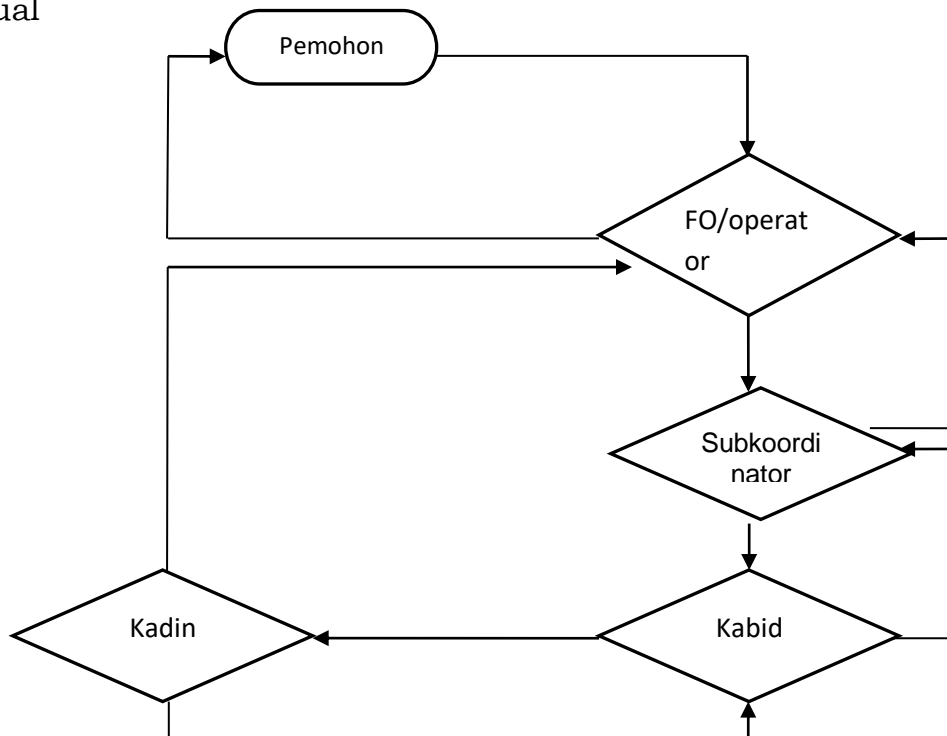 ual
Pemohon
FO/operat
or
Subkoordi
nator
Kadin
Kabid